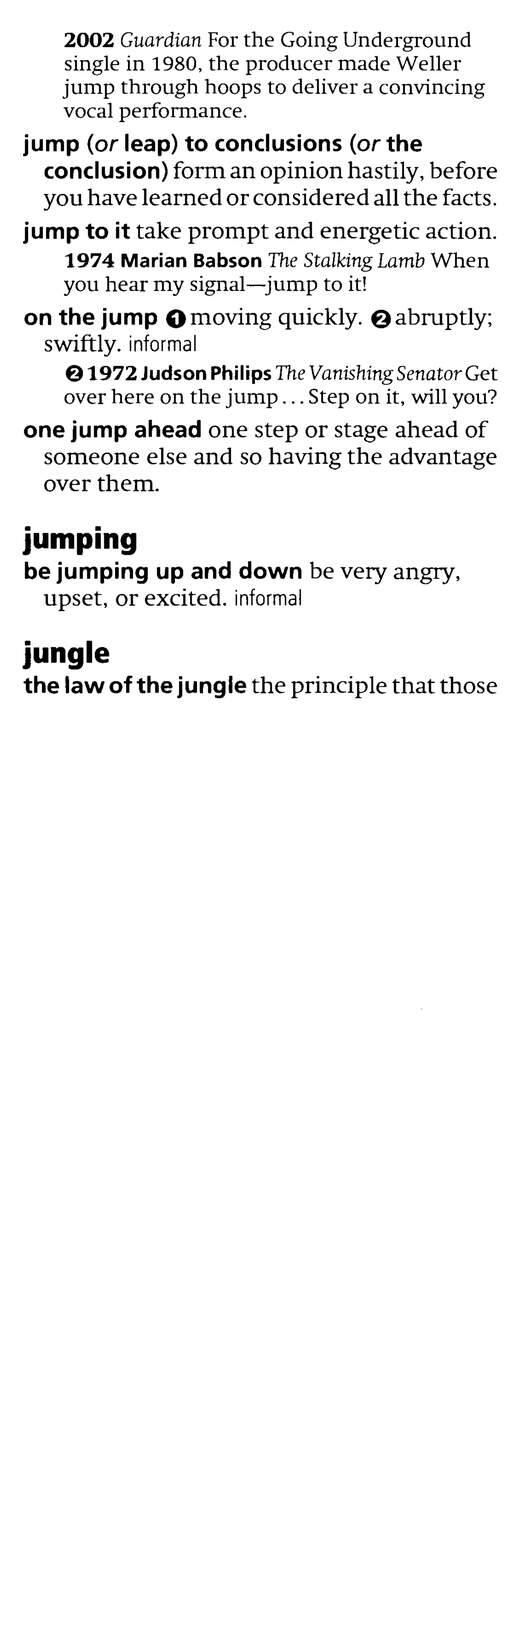 2002 Guardian For the Going Underground
single in 1980, the producer made Weller
jump through hoops to deliver a convincing
vocal performance.
jump (or leap) to conclusions (or the
conclusion) form an opinion hastily, before
you have learned or considered all the facts.
jump to it take prompt and energetic action.
1974 Marian Babson The Stalking Lamb When
you hear my signal—jump to it!
on the jump ❶ moving quickly. ❷ abruptly;
swiftly. informal
❷ 1972 Judson Philips The Vanishing Senator Get
over here on the jump... Step on it, will you?
one jump ahead one step or stage ahead of
someone else and so having the advantage
over them.
jumping
be jumping up and down be very angry,
upset, or excited. informal
jungle
the law of the jungle the principle that those